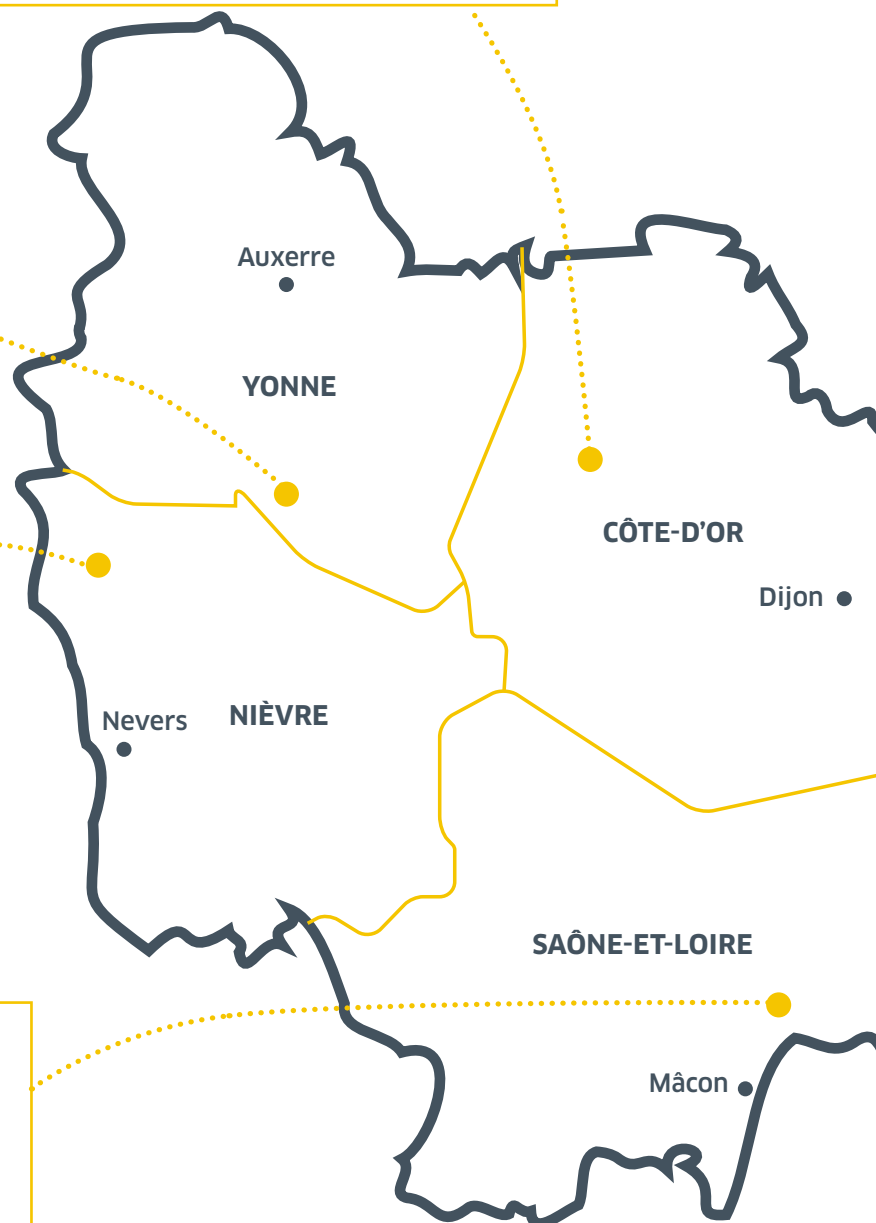 Auxerre
YONNE
CÔTE-D’OR
Dijon
Nevers
NIÈVRE
SAÔNE-ET-LOIRE
Mâcon